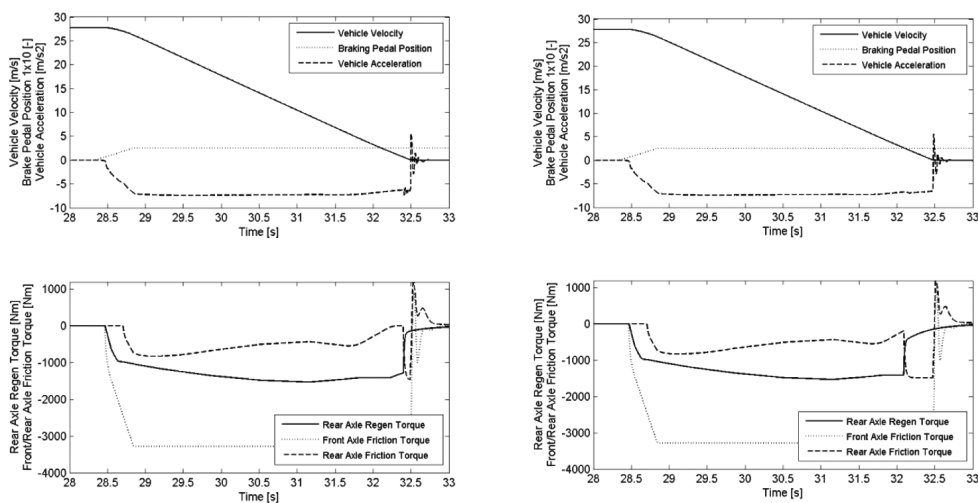 Vehicle Velocity [m/s]
Brake Pedal Position 1x10 [-]
Vehicle Acceleration [m/s2]
30
25
20
15
10
5
0
-5
-10
Vehicle Velocity
Braking Pedal Position
Vehicle Acceleration
28 28.5 29 29.5 30 30.5 31 31.5 32 32.5 33
Time [s]
Vehicle Velocity [m/s]
Brake Pedal Position 1x10 [-]
Vehicle Acceleration [m/s2]
30
25
20
15
10
5
0
-5
-10
Vehicle Velocity
Braking Pedal Position
Vehicle Acceleration
28 28.5 29 29.5 30 30.5 31 31.5 32 32.5 33
Time [s]
Rear Axle Regen Torque [Nm]
Front/Rear Axle Friction Torque [Nm]
1000
0
-1000
-2000
-3000
-4000
Rear Axle Regen Torque
Front Axle Friction Torque
Rear Axle Friction Torque
28 28.5 29 29.5 30 30.5 31 31.5 32 32.5 33
Time [s]
Rear Axle Regen Torque [Nm]
Front/Rear Axle Friction Torque [Nm]
1000
0
-1000
-2000
-3000
-4000
Rear Axle Regen Torque
Front Axle Friction Torque
Rear Axle Friction Torque
28 28.5 29 29.5 30 30.5 31 31.5 32 32.5 33
Time [s]